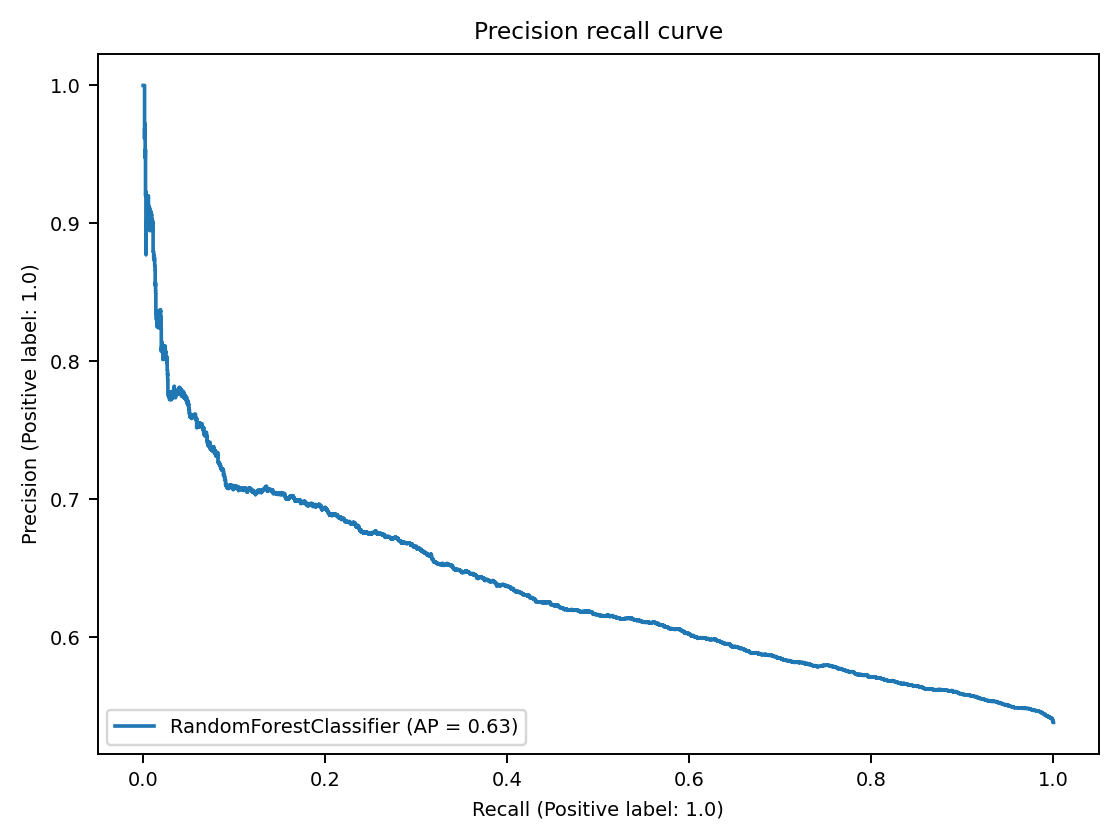 Precision recall curve
1.0
0.9
0.8
0.7
0.6
Precision (Positive label: 1.0)
RandomForestClassifier (AP = 0.63)
0.0
0.2
0.4
0.6
0.8
1.0
Recall (Positive label: 1.0)